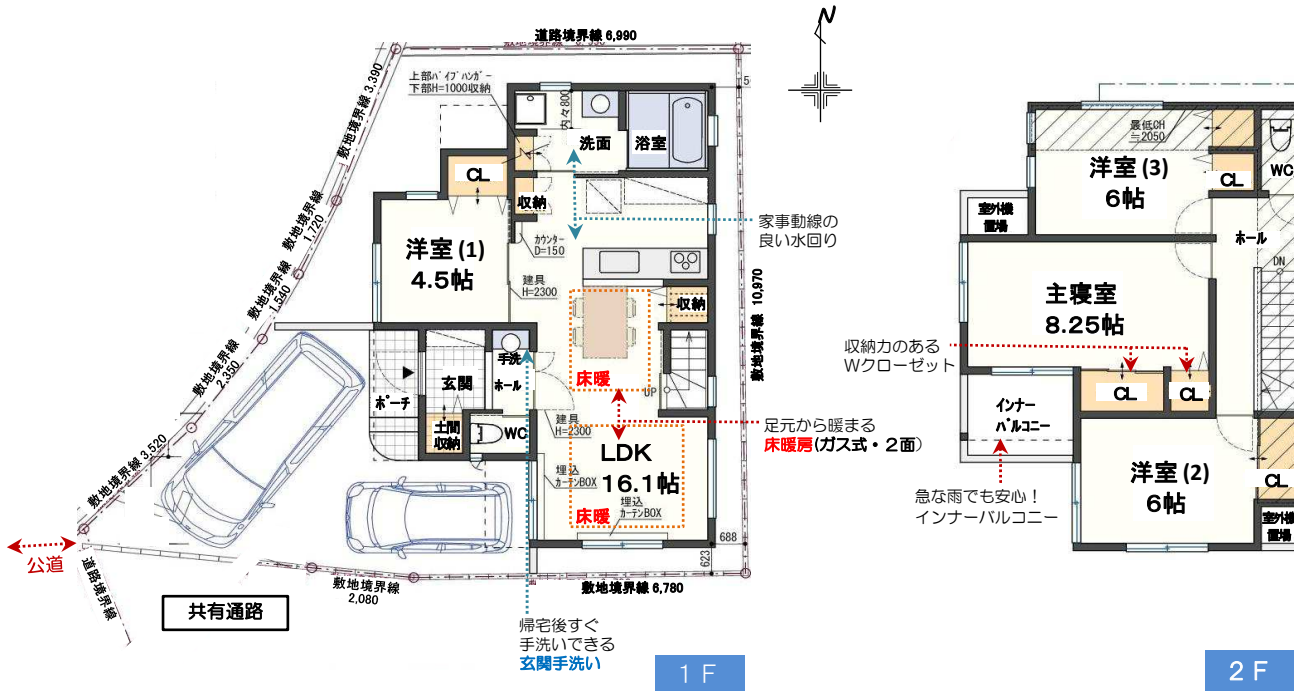 道路境界線 6,990
N
敷地境界線 3,390
上部パイプハンガー
下部H=1000収納
内々800
洗面
浴室
CL
収納
敷地境界線
1,720
家事動線の
良い水回り
洋室(1)
4.5帖
カウンター
D=150
建具
H=2300
収納
敷地境界線
1,540
敷地境界線 10,970
敷地境界線
2,350
手洗
玄関
ホール
ポーチ
床暖
UP
土間
収納
WC
建具
H=2300
足元から暖まる
床暖房(ガス式・2面)
LDK
16.1帖
埋込
カーテンBOX
床暖
埋込
カーテンBOX
敷地境界線 3,520
公道
道路境界線
688
623
敷地境界線
2,080
敷地境界線 6,780
共有通路
帰宅後すぐ
手洗いできる
玄関手洗い
1F
最低CH
≒2050
洋室(3)
6帖
CL
WC
室外機
置場
ホール
DN
主寝室
8.25帖
収納力のある
Wクローゼット
CL
CL
インナー
バルコニー
洋室(2)
6帖
CL
急な雨でも安心！
インナーバルコニー
室外機
置場
2F